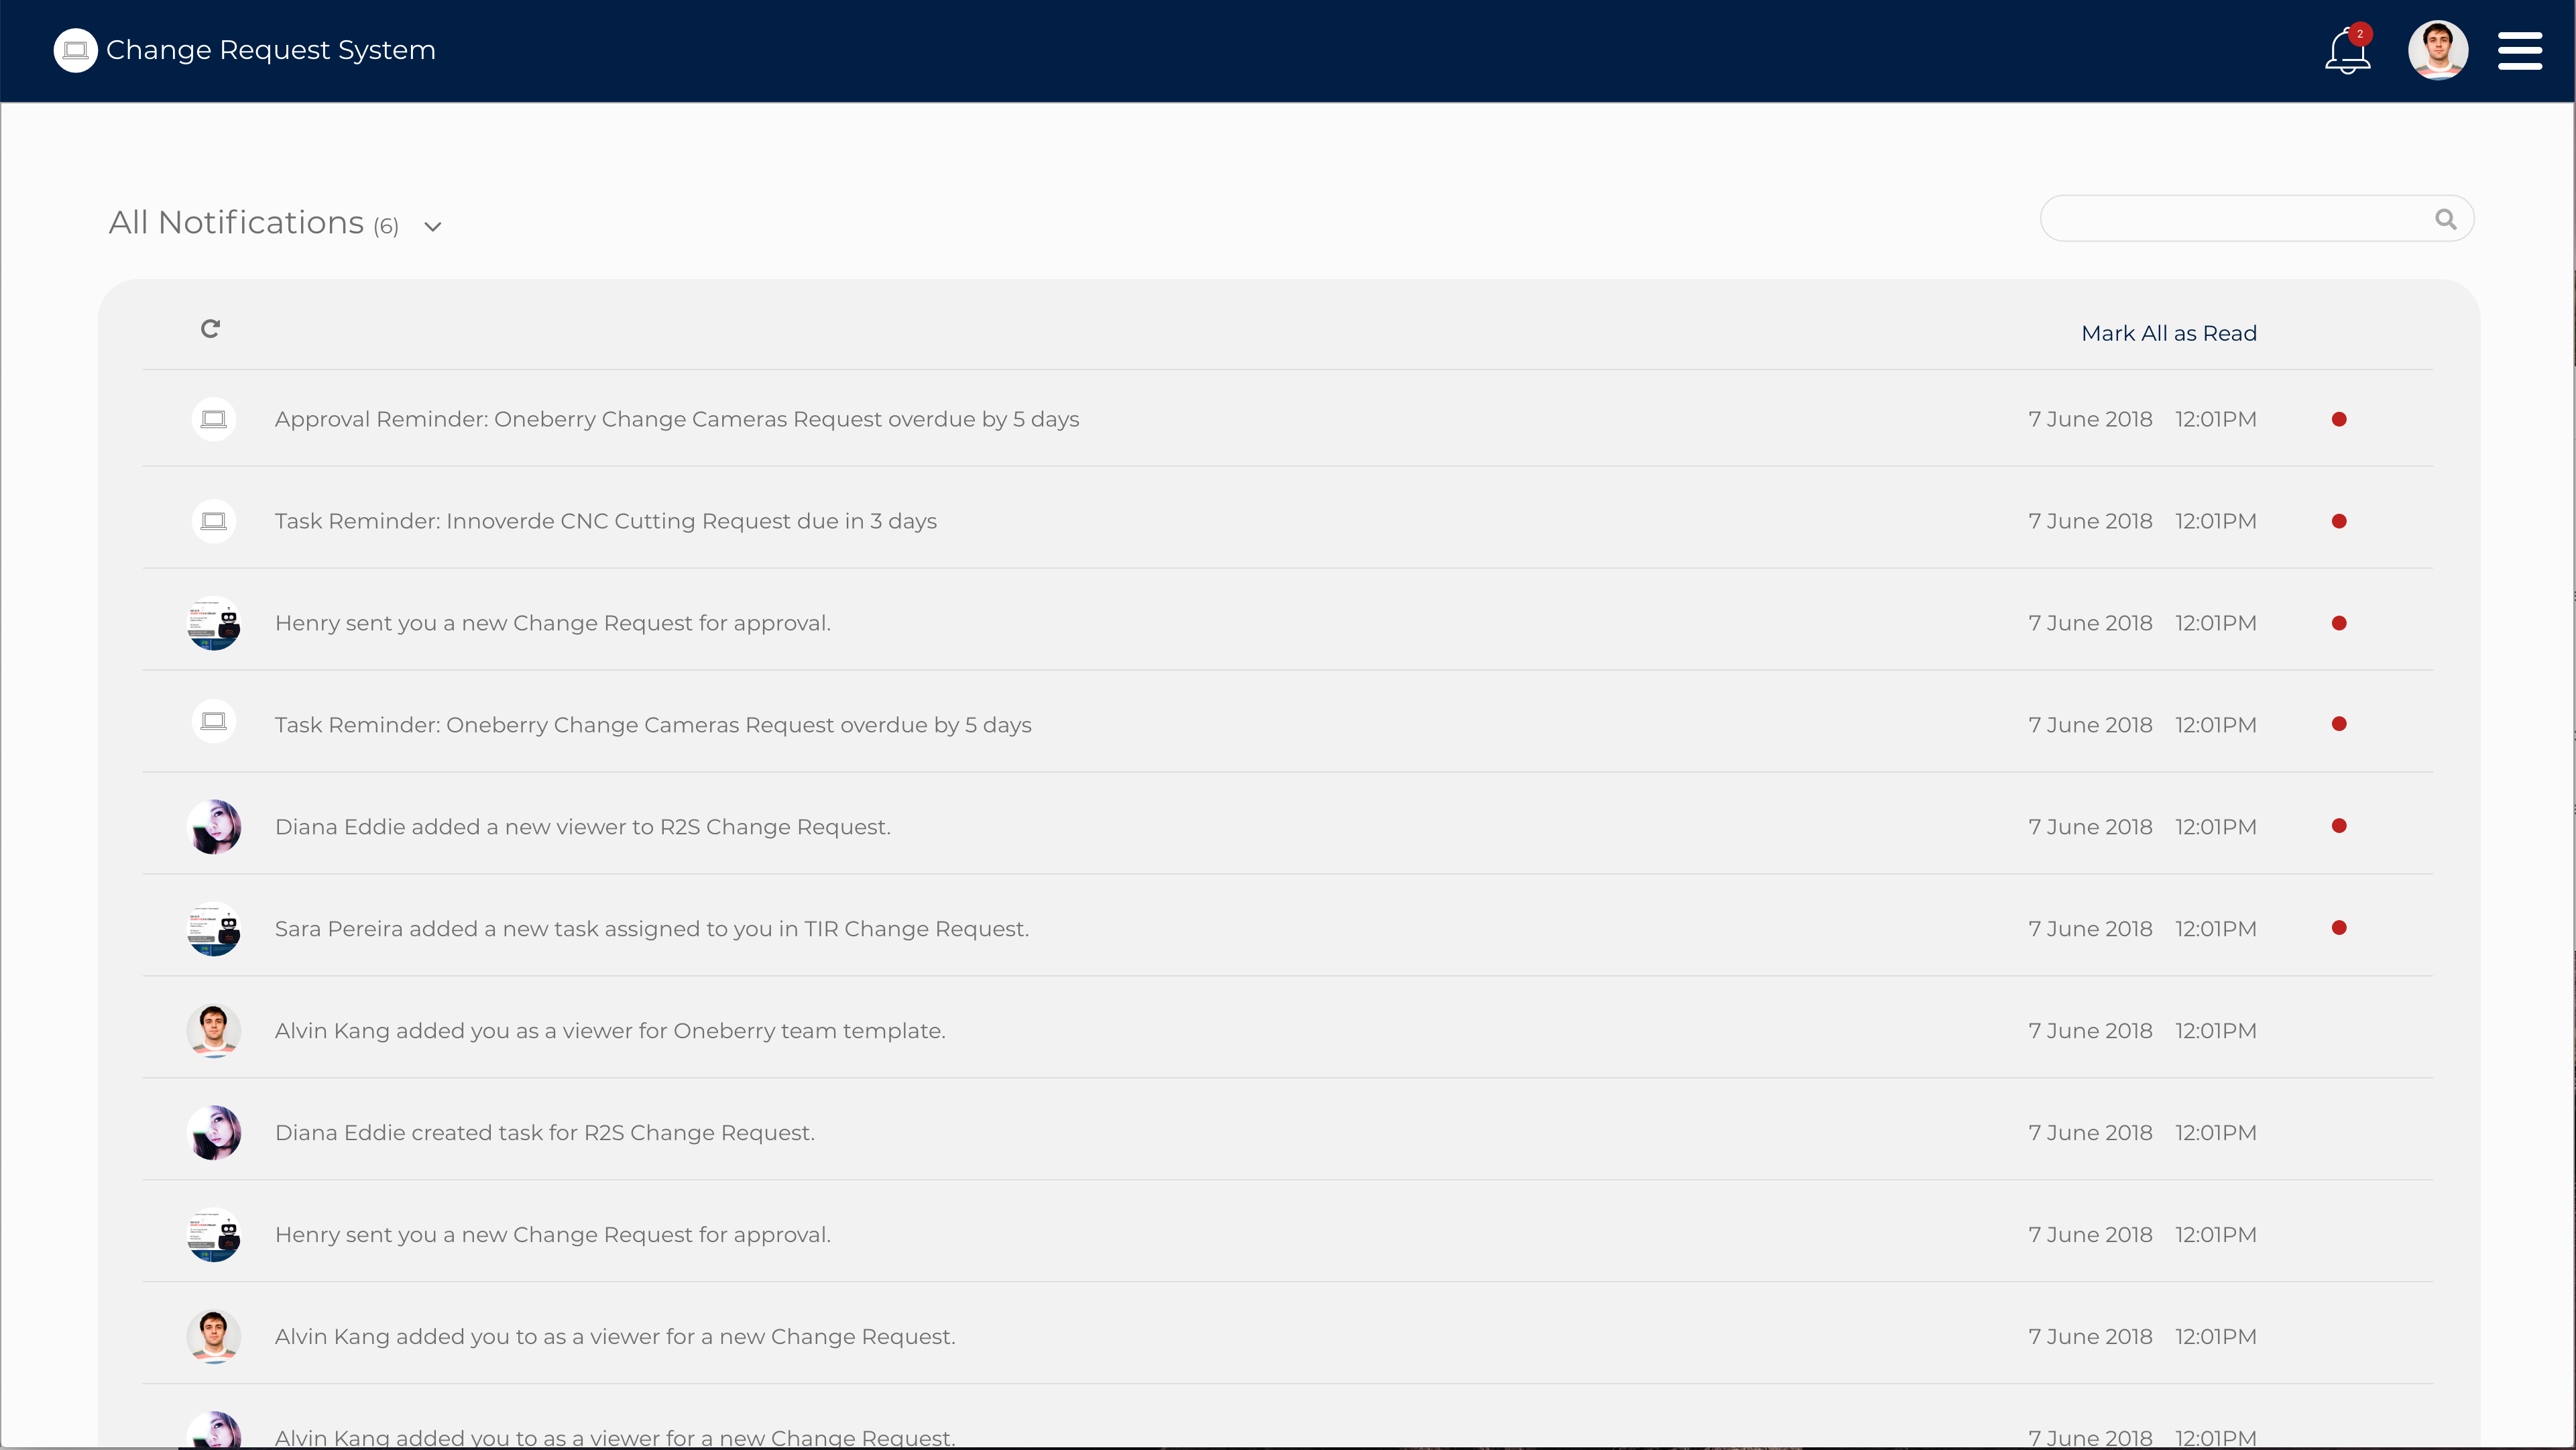 Change Request System
2
All Notifications (6)
Mark All as Read
Approval Reminder: Oneberry Change Cameras Request overdue by 5 days 7 June 2018 12:01PM
Task Reminder: Innoverde CNC Cutting Request due in 3 days 7 June 2018 12:01PM
Henry sent you a new Change Request for approval. 7 June 2018 12:01PM
Task Reminder: Oneberry Change Cameras Request overdue by 5 days 7 June 2018 12:01PM
Diana Eddie added a new viewer to R2S Change Request. 7 June 2018 12:01PM
Sara Pereira added a new task assigned to you in TIR Change Request. 7 June 2018 12:01PM
Alvin Kang added you as a viewer for Oneberry team template. 7 June 2018 12:01PM
Diana Eddie created task for R2S Change Request. 7 June 2018 12:01PM
Henry sent you a new Change Request for approval. 7 June 2018 12:01PM
Alvin Kang added you to as a viewer for a new Change Request. 7 June 2018 12:01PM
Alvin Kang added you to as a viewer for a new Change Request. 7 June 2018 12:01PM